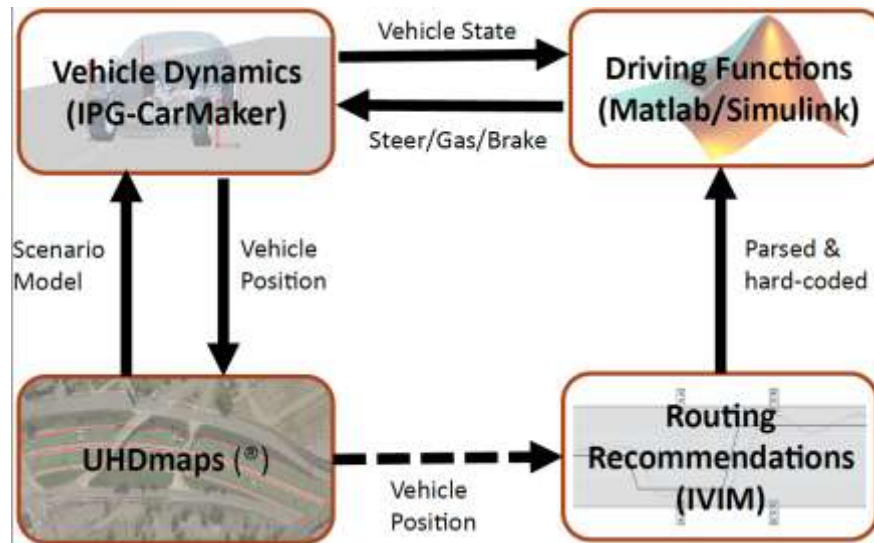 Vehicle Dynamics
(IPG-CarMaker)
Vehicle State
Steer/Gas/Brake
Driving Functions
(Matlab/Simulink)
Scenario
Model
Vehicle
Position
Parsed &
hard-coded
UHDmaps (®)
Vehicle
Position
Routing
Recommendations
(IVIM)